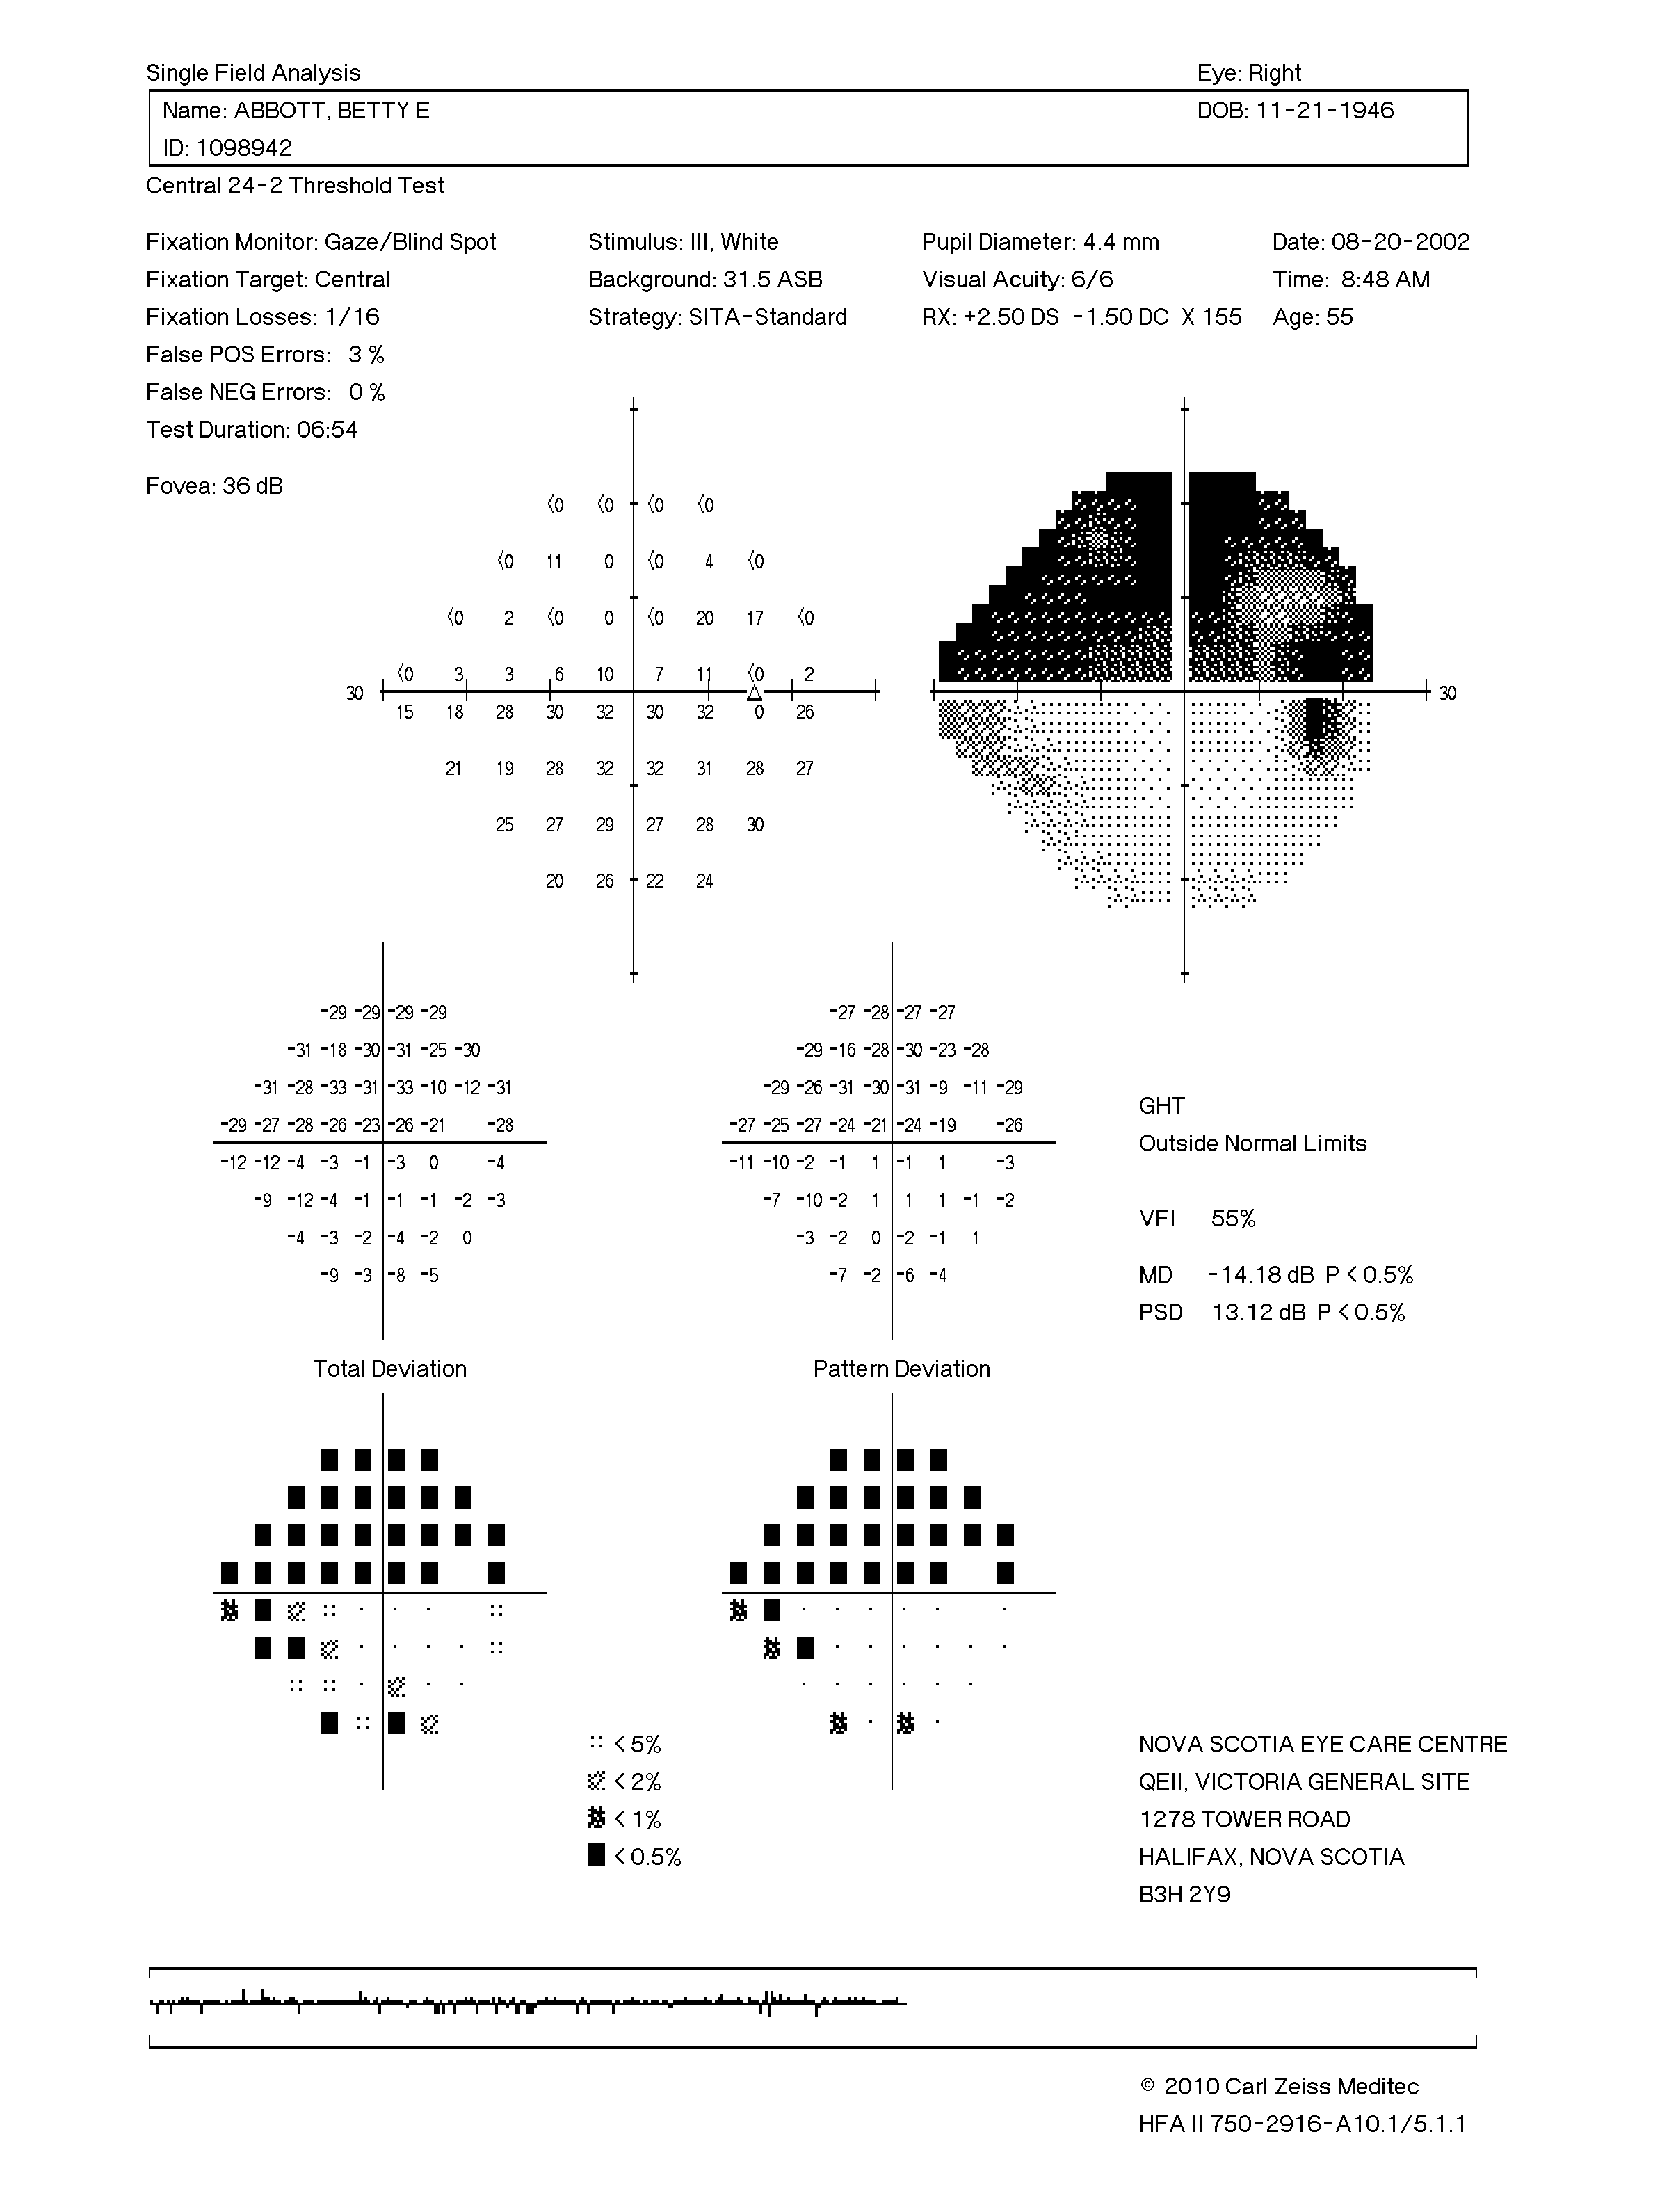 Single Field Analysis Eye: Right
Name: ABBOTT, BETTY E DOB: 11-21-1946
ID: 1098942
Central 24-2 Threshold Test
Fixation Monitor: Gaze/Blind Spot Stimulus: III, White Pupil Diameter: 4.4 mm Date: 08-20-2002
Fixation Target: Central Background: 31.5 ASB Visual Acuity: 6/6 Time: 8:48 AM
Fixation Losses: 1/16 Strategy: SITA-Standard RX: +2.50 DS -1.50 DC X 155 Age: 55
False POS Errors: 3 %
False NEG Errors: 0 %
Test Duration: 06:54
Fovea: 36 dB
<0 <0 <0 <0
<0 11 0 <0 4 <0
<0 2 <0 0 <0 20 17 <0
<0 3 3 6 10 7 11 <0 2
30 30
15 18 28 30 32 30 32 0 26
21 19 28 32 32 31 28 27
25 27 29 27 28 30
20 26 22 24
-29 -29 -29 -29 -27 -28 -27 -27
-31 -18 -30 -31 -25 -30 -29 -16 -28 -30 -23 -28
-31 -28 -33 -31 -33 -10 -12 -31 -29 -26 -31 -30 -31 -9 -11 -29
-29 -27 -28 -26 -23 -26 -21 -28 -27 -25 -27 -24 -21 -24 -19 -26
-12 -12 -4 -3 -1 -3 0 -4 -11 -10 -2 -1 1 -1 1 -3
-9 -12 -4 -1 -1 -1 -2 -3 -7 -10 -2 1 1 1 -1 -2
-4 -3 -2 -4 -2 0 -3 -2 0 -2 -1 1
-9 -3 -8 -5 -7 -2 -6 -4
GHT
Outside Normal Limits
VFI 55%
MD -14.18 dB P < 0.5%
PSD 13.12 dB P < 0.5%
Total Deviation Pattern Deviation
< 5%
< 2%
< 1%
< 0.5%
NOVA SCOTIA EYE CARE CENTRE
QEII, VICTORIA GENERAL SITE
1278 TOWER ROAD
HALIFAX, NOVA SCOTIA
B3H 2Y9
© 2010 Carl Zeiss Meditec
HFA II 750-2916-A10.1/5.1.1